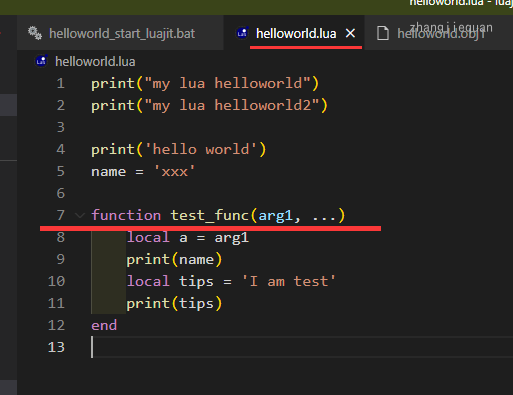 helloworld.lua - luaj
helloworld_start_luajit.bat
helloworld.lua
helloworld.obj1
zhangjiequan
helloworld.lua
1 print("my lua helloworld")
2 print("my lua helloworld2")
3
4 print('hello world')
5 name = 'xxx'
6
7 function test_func(arg1, ...)
8 local a = arg1
9 print(name)
10 local tips = 'I am test'
11 print(tips)
12 end
13